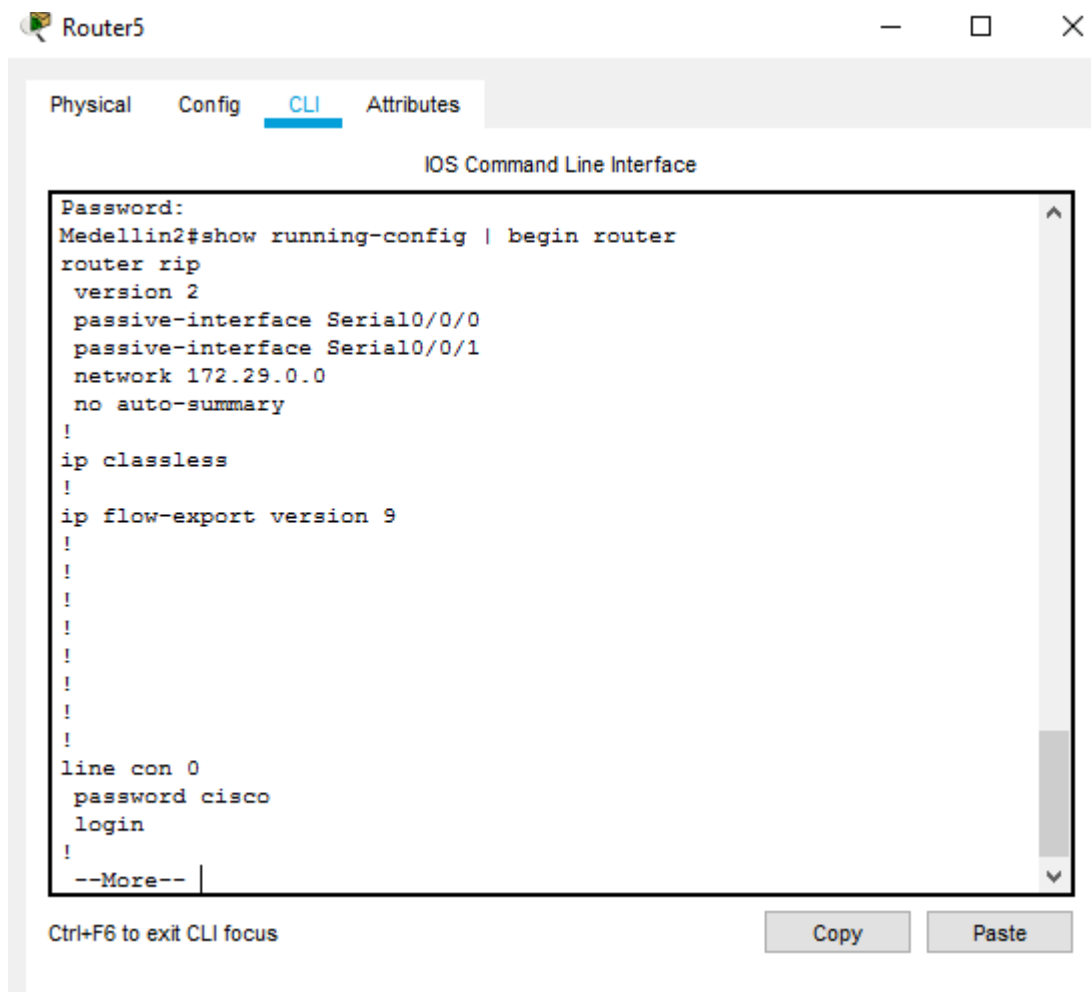 Router5
Physical Config CLI Attributes
IOS Command Line Interface
Password:
Medellin2#show running-config | begin router
router rip
 version 2
 passive-interface Serial0/0/0
 passive-interface Serial0/0/1
 network 172.29.0.0
 no auto-summary
!
ip classless
!
ip flow-export version 9
!
!
!
!
!
!
!
!
line con 0
 password cisco
 login
!
 --More--
Ctrl+F6 to exit CLI focus
Copy Paste